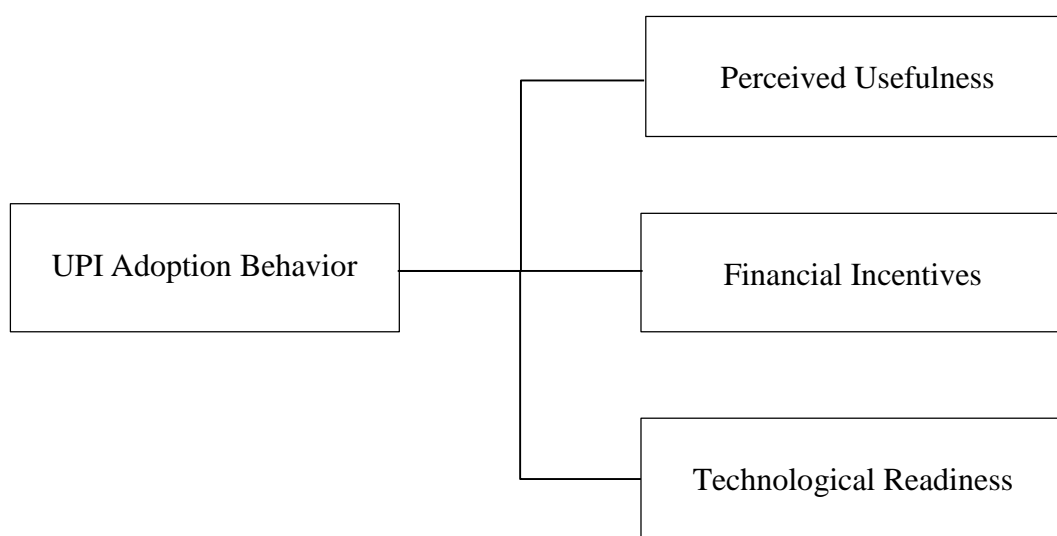 Perceived Usefulness
UPI Adoption Behavior
Financial Incentives
Technological Readiness